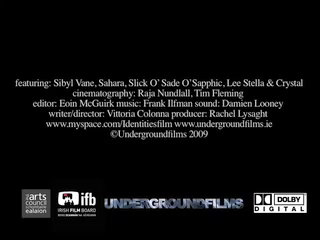 featuring: Sibyl Vane, Sahara, Slick O' Sade O'Sapphic, Lee Stella & Crystal
cinematography: Raja Nundlall, Tim Fleming
editor: Eoin McGuirk music: Frank Ilfman sound: Damien Looney
writer/director: Vittoria Colonna producer: Rachel Lysaght
www.myspace.com/Identitiesfilm www.undergroundfilms.ie
©Undergroundfilms 2009
arts
council
ealaíon
ifb
IRISH FILM BOARD
UNDERGROUNDFILMS
DOLBY
DIGITAL